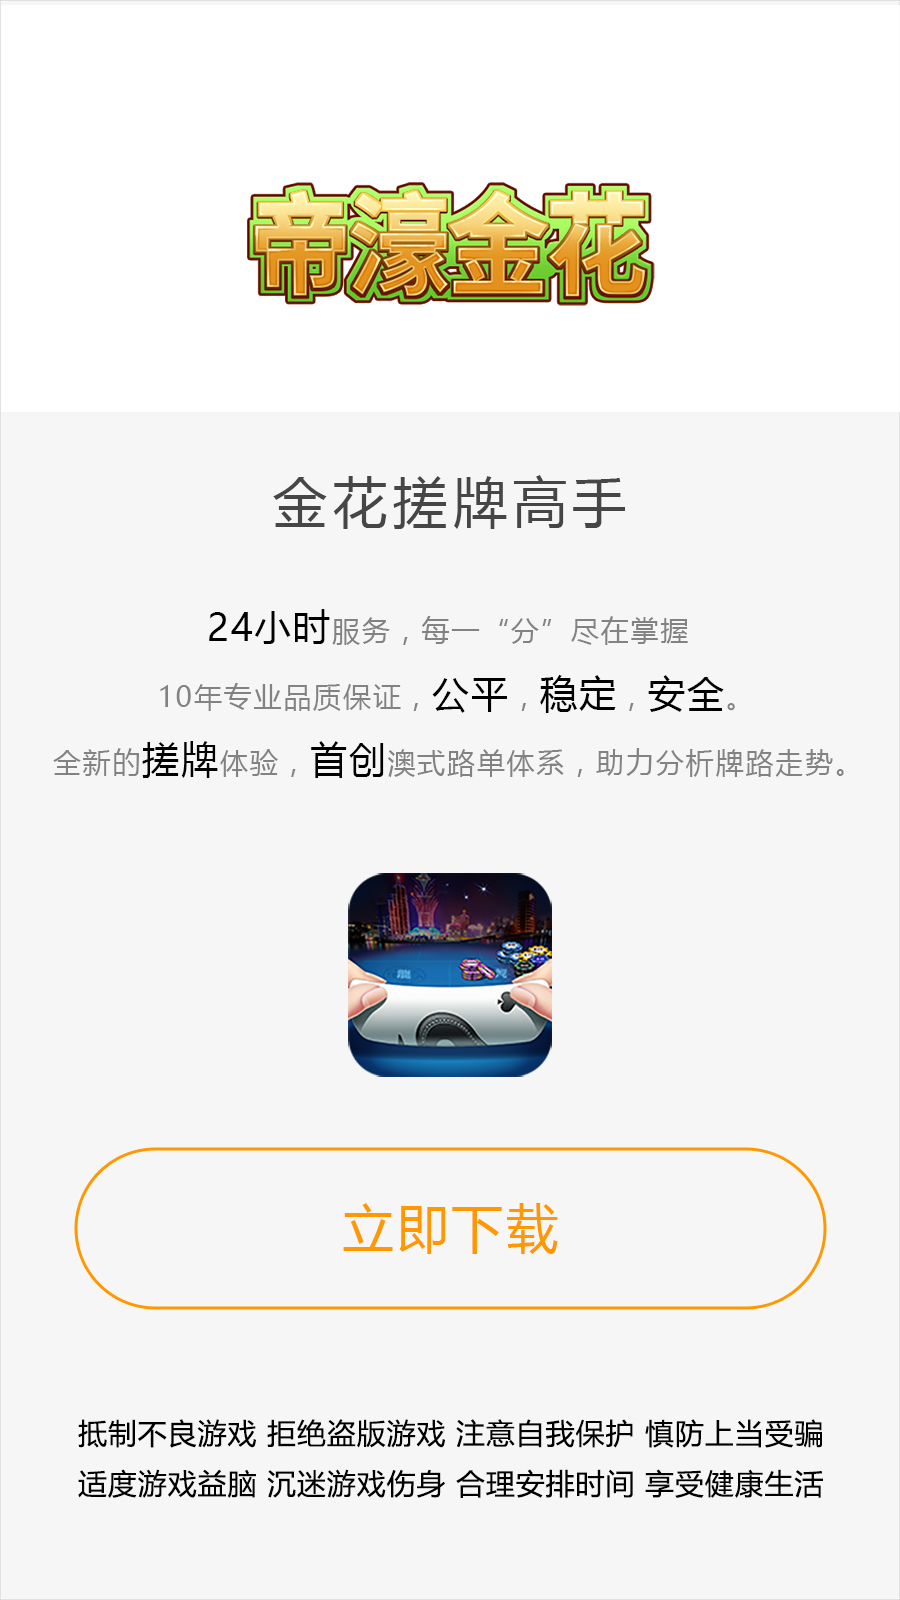 帝濠金花
金花搓牌高手
24小时服务，每一“分”尽在掌握
10年专业品质保证，公平，稳定，安全。
全新的搓牌体验，首创澳式路单体系，助力分析牌路走势。
立即下载
抵制不良游戏 拒绝盗版游戏 注意自我保护 慎防上当受骗
适度游戏益脑 沉迷游戏伤身 合理安排时间 享受健康生活